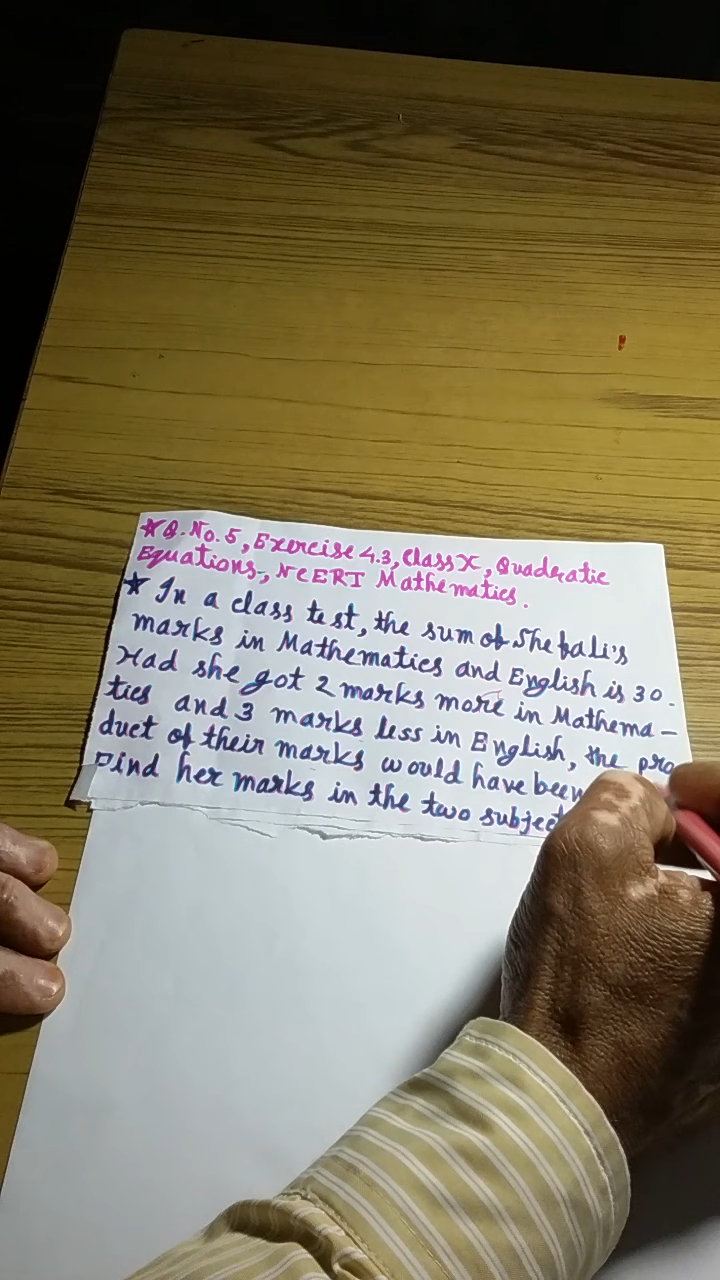 ★Q.No.5, Exercise 4.3, Class X, Quadratic
Equations, NCERT Mathematics.
★ In a class test, the sum of Shefali's
marks in Mathematics and English is 30.
Had she got 2 marks more in Mathema-
tics and 3 marks less in English, the pro
duct of their marks would have been
Find her marks in the two subject